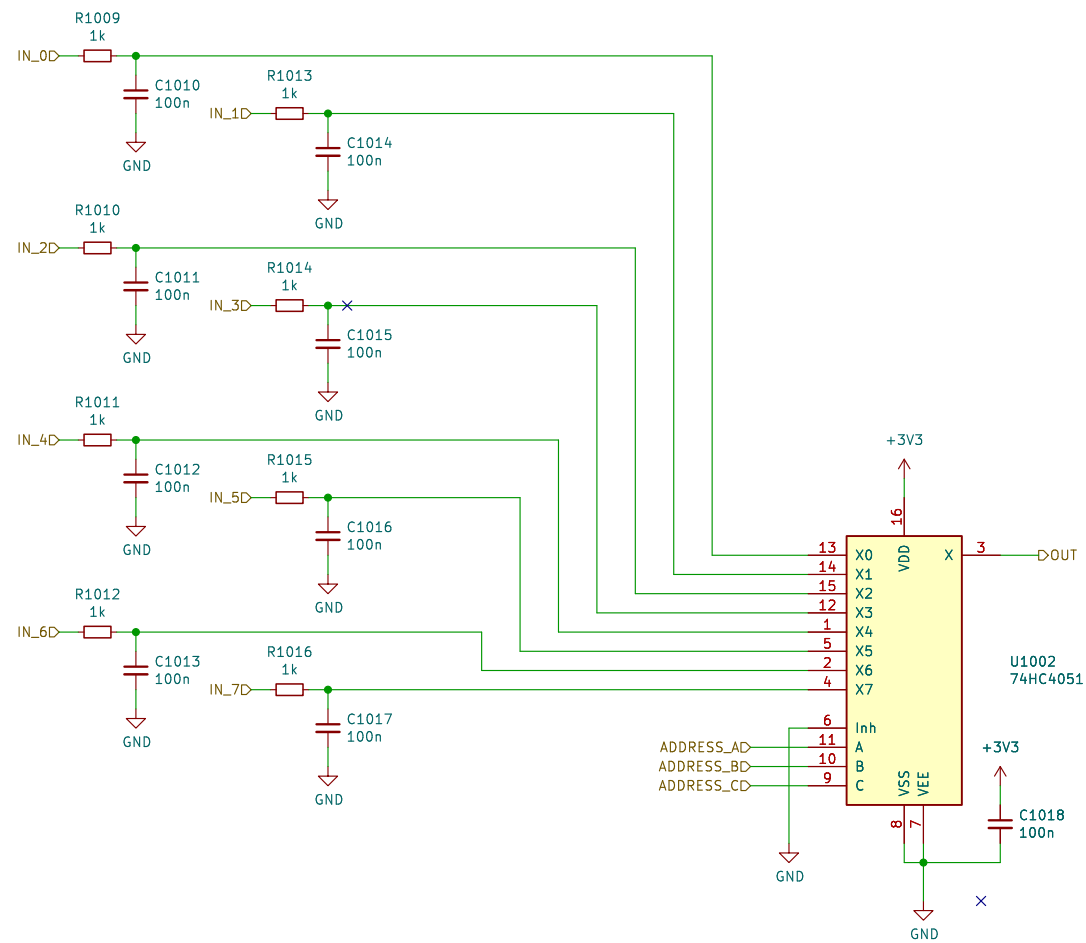 R1009
1k
IN_0
C1010
100n
GND
R1013
1k
IN_1
C1014
100n
GND
R1010
1k
IN_2
C1011
100n
GND
R1014
1k
IN_3
C1015
100n
GND
R1011
1k
IN_4
C1012
100n
GND
R1015
1k
IN_5
C1016
100n
GND
R1012
1k
IN_6
C1013
100n
GND
R1016
1k
IN_7
C1017
100n
GND
+3V3
16
VDD
13 X0
14 X1
15 X2
12 X3
1 X4
5 X5
2 X6
4 X7
6 Inh
11 A
10 B
9 C
X 3 OUT
U1002
74HC4051
ADDRESS_A
ADDRESS_B
ADDRESS_C
VSS
VEE
8
7
GND
+3V3
C1018
100n
GND